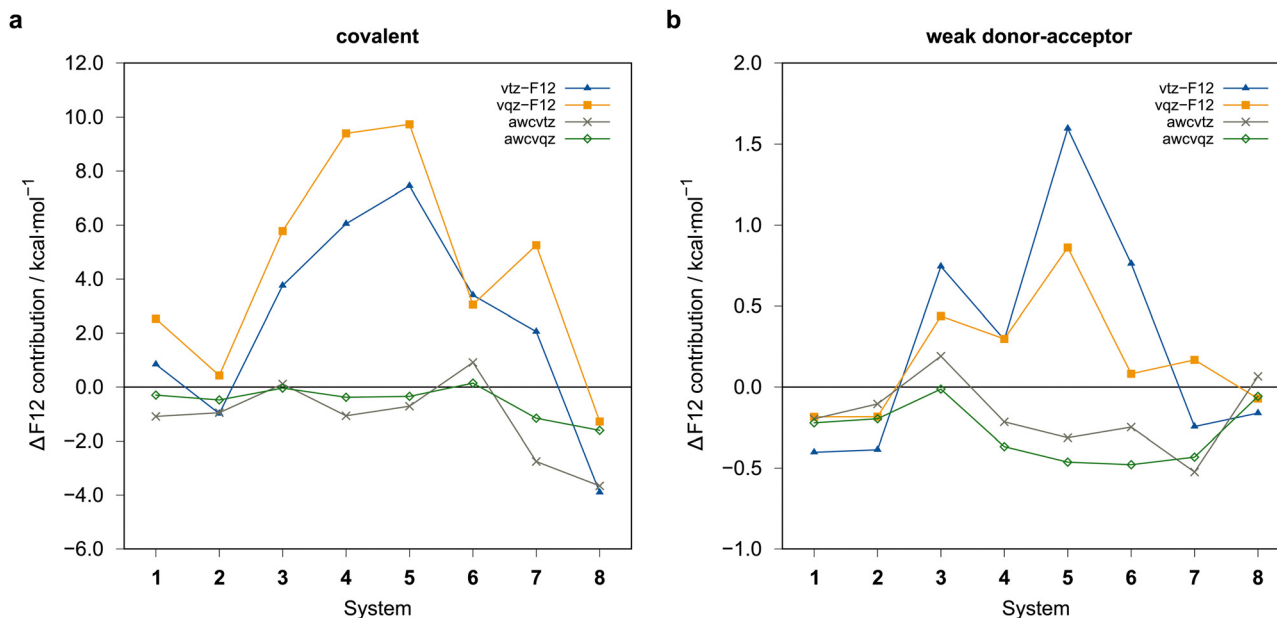 a
covalent
vtz−F12
vqz−F12
awcvtz
awcvqz
ΔF12 contribution / kcal·mol−1
12.0
10.0
8.0
6.0
4.0
2.0
0.0
−2.0
−4.0
−6.0
1 2 3 4 5 6 7 8
System
b
weak donor-acceptor
vtz−F12
vqz−F12
awcvtz
awcvqz
ΔF12 contribution / kcal·mol−1
2.0
1.5
1.0
0.5
0.0
−0.5
−1.0
1 2 3 4 5 6 7 8
System